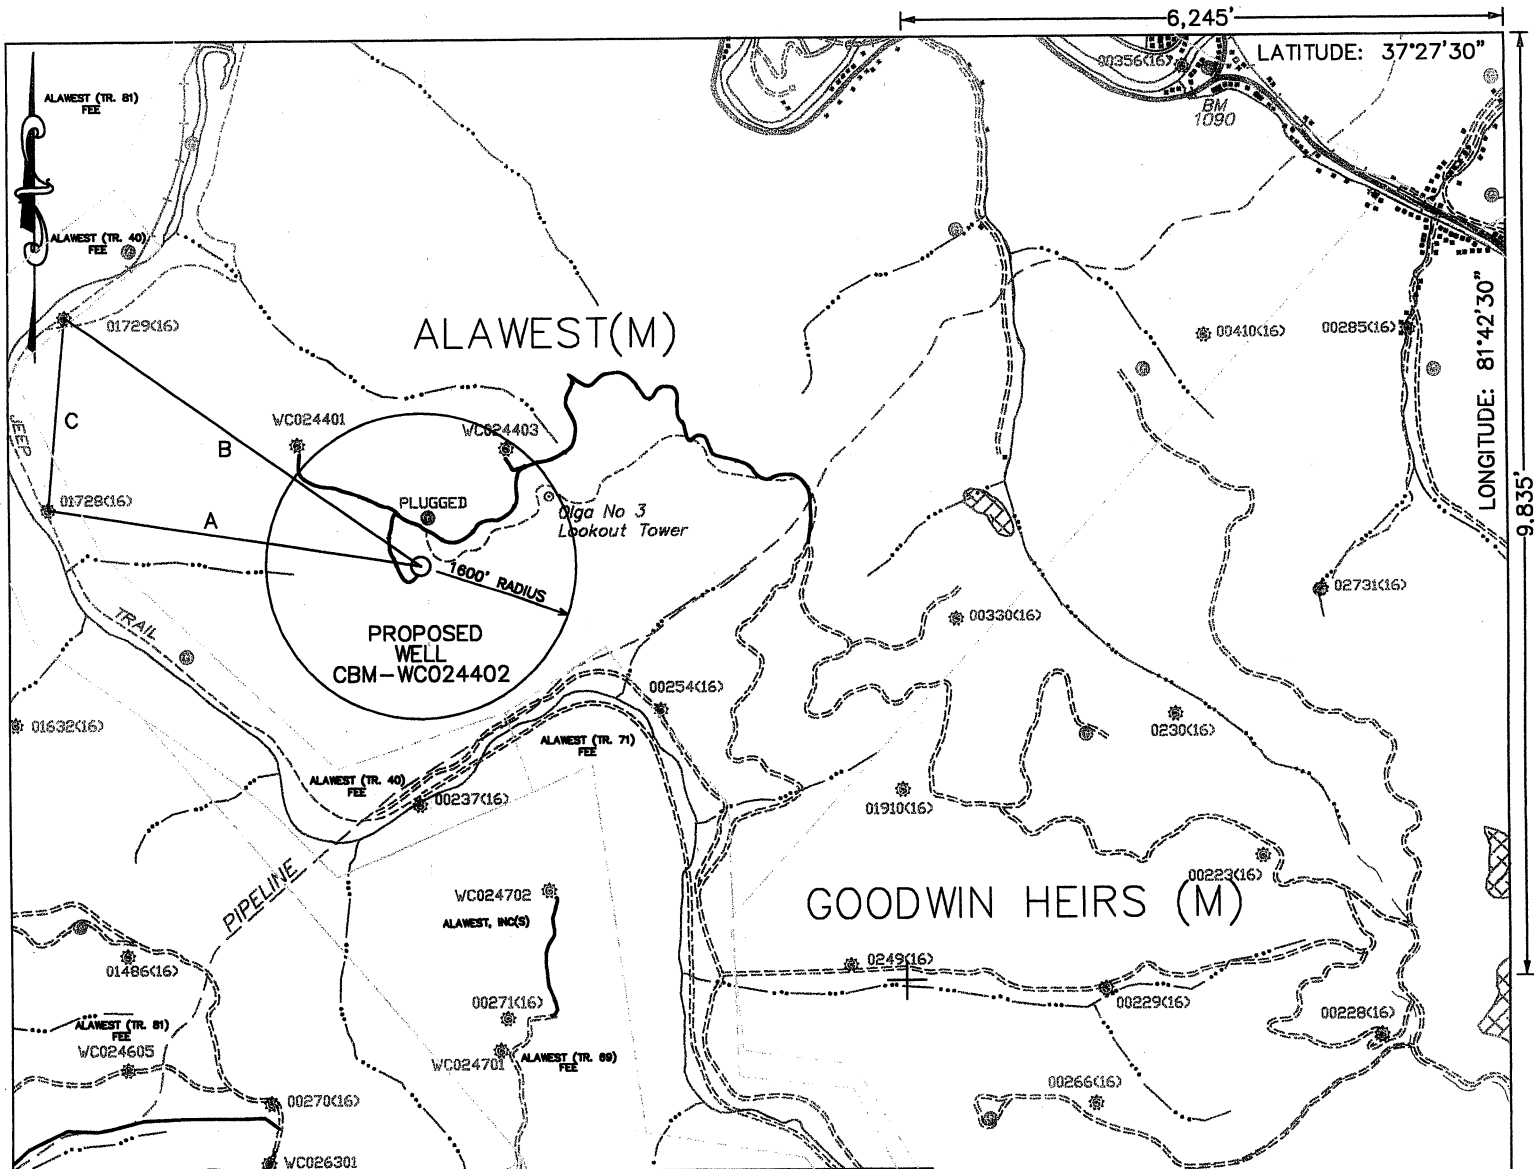 6,245'
LATITUDE: 37°27'30"
00356(16)
BM
1090
ALAWEST (TR. 81)
FEE
ALAWEST (TR. 40)
FEE
01729(16)
ALAWEST(M)
00410(16)
00285(16)
LONGITUDE: 81°42'30"
9.835'
C
B
WC024401
WC024403
JEEP
PLUGGED
01728(16)
A
Olga No 3
Lookout Tower
1600' RADIUS
02731(16)
00330(16)
TRAIL
PROPOSED
WELL
CBM-WC024402
00254(16)
01632(16)
0230(16)
ALAWEST (TR. 71)
FEE
ALAWEST (TR. 40)
FEE
00237(16)
01910(16)
00223(16)
PIPELINE
WC024702
ALAWEST, INC(S)
GOODWIN HEIRS (M)
01486(16)
0249(16)
00229(16)
00271(16)
00228(16)
ALAWEST (TR. 81)
FEE
WC024605
WC024701
ALAWEST (TR. 69)
FEE
00266(16)
00270(16)
WC026301